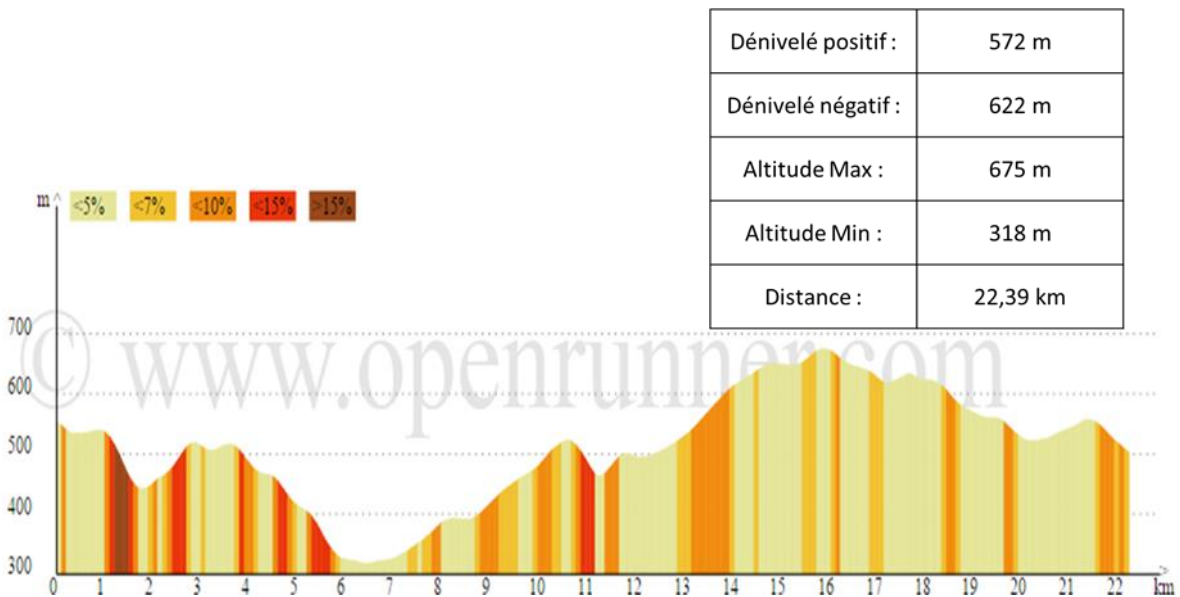 Dénivelé positif : 572 m
Dénivelé négatif : 622 m
Altitude Max : 675 m
Altitude Min : 318 m
Distance : 22,39 km
m <5% <7% <10% <15% >15%
700
© www.openrunner.com
600
500
400
300
0 1 2 3 4 5 6 7 8 9 10 11 12 13 14 15 16 17 18 19 20 21 22 km